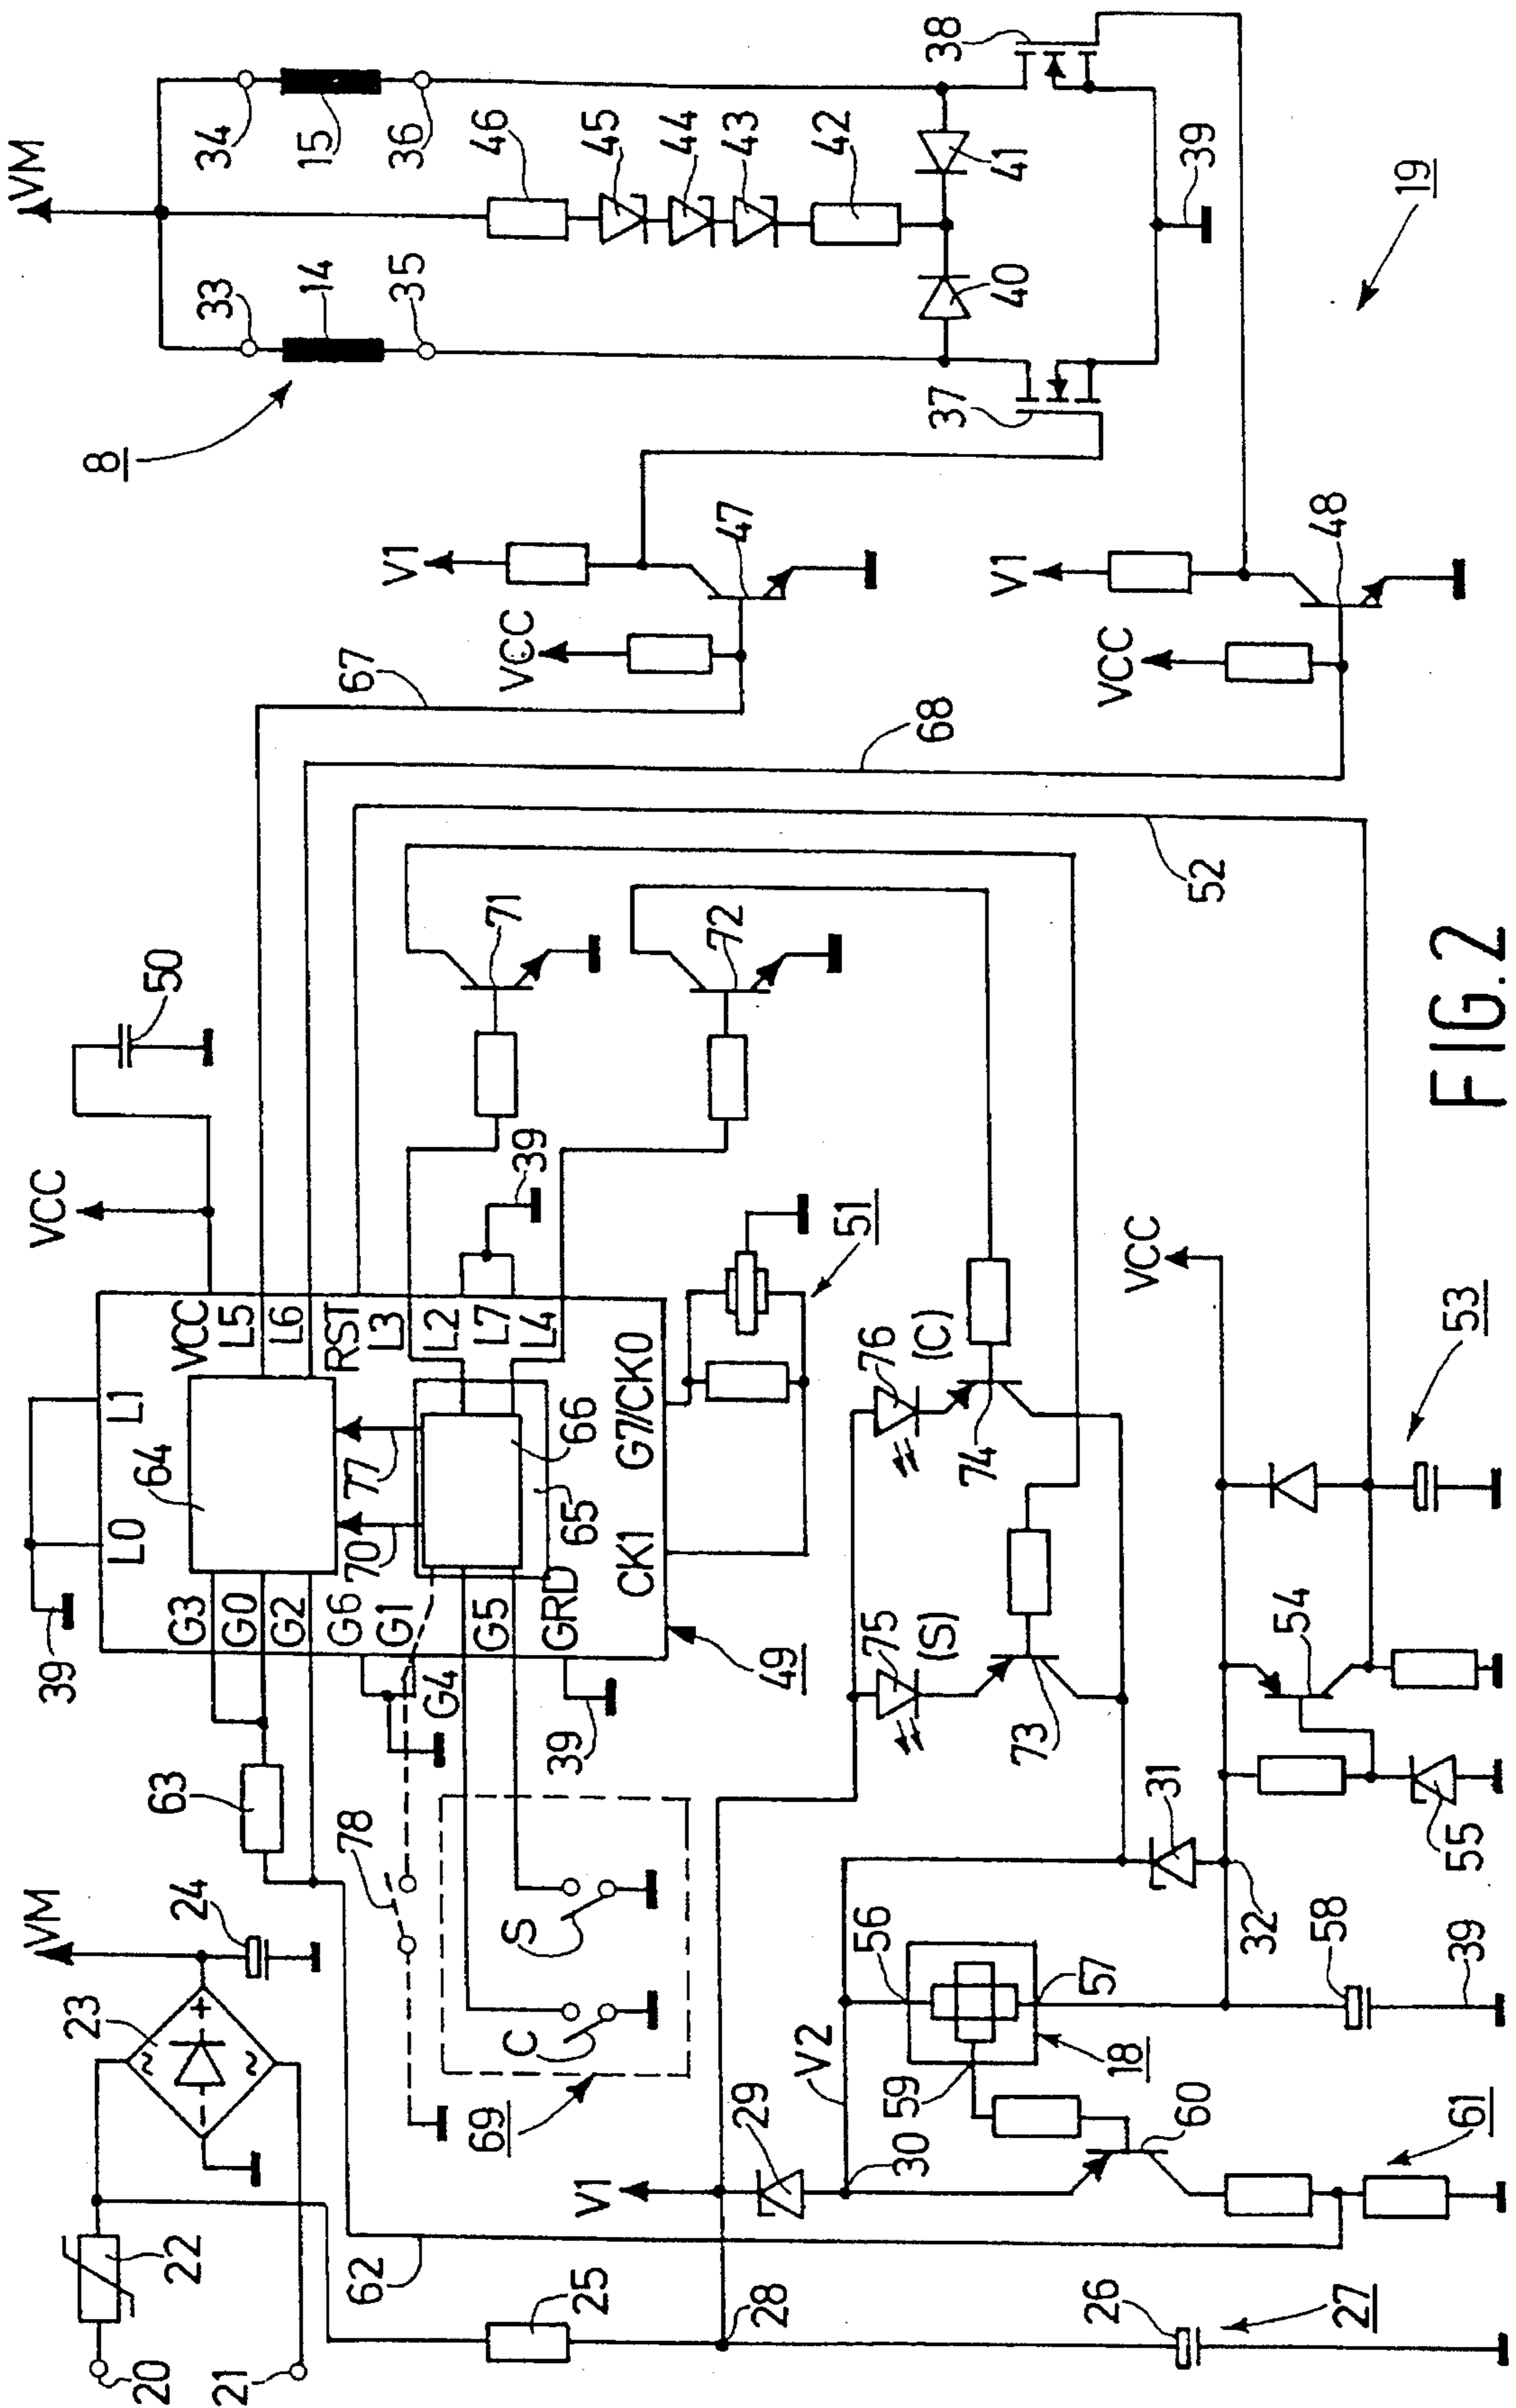 8
VM
33
34
14
15
35
36
46
45
44
43
42
40
41
37
38
39
19
V1
VCC
47
67
V1
VCC
48
68
52
VCC
50
39
L0
L1
64
VCC
L5
L6
RST
L3
L2
L7
L4
G3
G0
G2
G6
G1
G4
G5
GRD
70
77
66
65
CK1
G7/CK0
49
39
39
51
71
72
63
78
C
S
69
20
21
22
23
24
VM
62
25
28
26
27
V1
29
30
V2
56
57
59
18
60
61
58
39
32
31
75
(S)
76
(C)
73
74
VCC
53
54
55
FIG.2